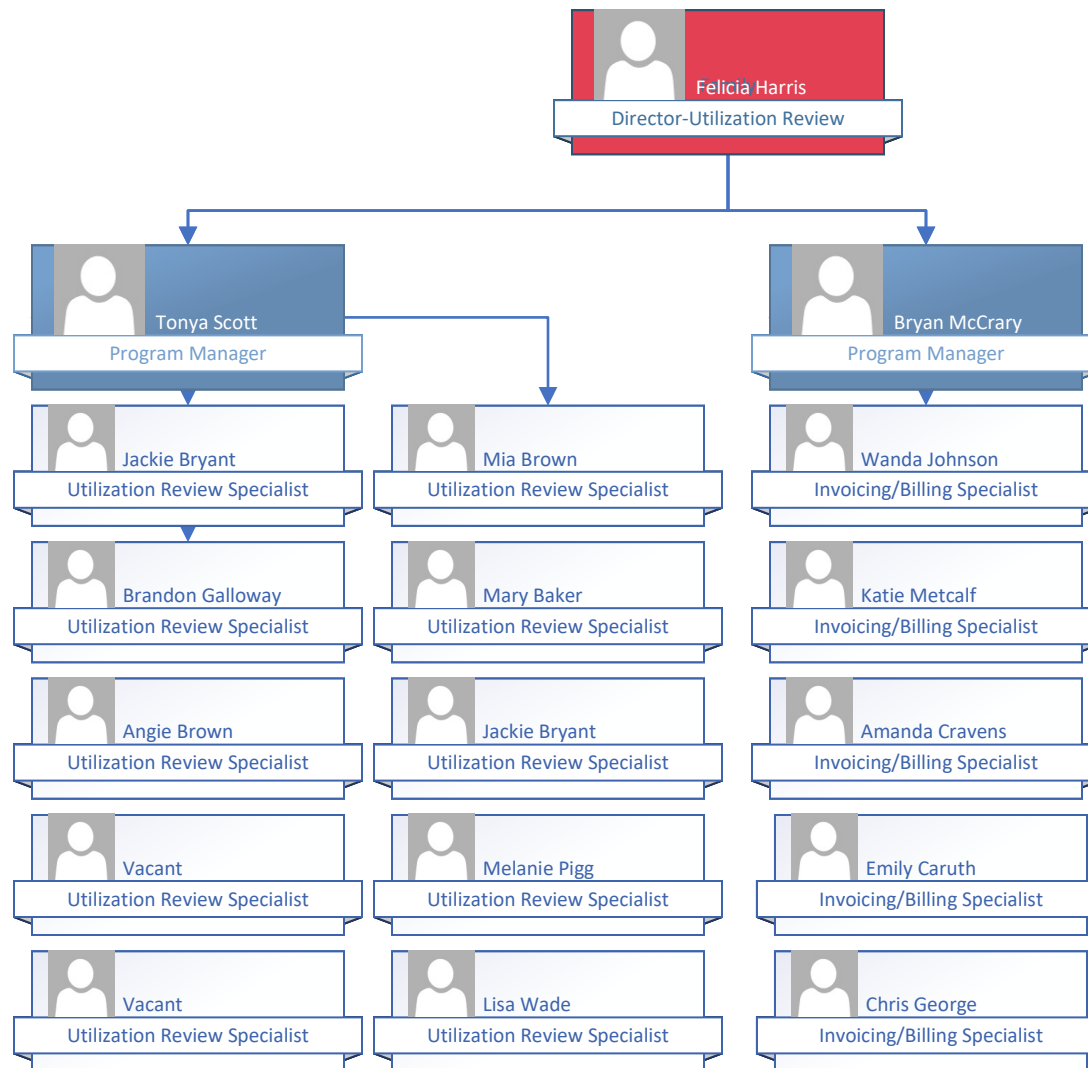 Felicia Harris
Director-Utilization Review
Tonya Scott
Program Manager
Bryan McCrary
Program Manager
Jackie Bryant
Utilization Review Specialist
Mia Brown
Utilization Review Specialist
Wanda Johnson
Invoicing/Billing Specialist
Brandon Galloway
Utilization Review Specialist
Mary Baker
Utilization Review Specialist
Katie Metcalf
Invoicing/Billing Specialist
Angie Brown
Utilization Review Specialist
Jackie Bryant
Utilization Review Specialist
Amanda Cravens
Invoicing/Billing Specialist
Vacant
Utilization Review Specialist
Melanie Pigg
Utilization Review Specialist
Emily Caruth
Invoicing/Billing Specialist
Vacant
Utilization Review Specialist
Lisa Wade
Utilization Review Specialist
Chris George
Invoicing/Billing Specialist